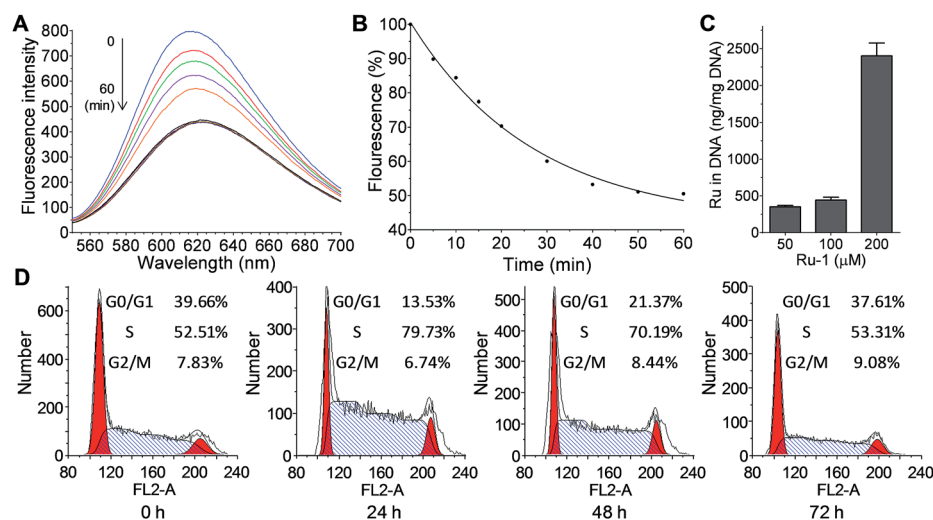 A
Fluorescence intensity
800
700
600
500
400
300
200
100
0
60
(min)
560 580 600 620 640 660 680 700
Wavelength (nm)
B
Flourescence (%)
100
90
80
70
60
50
40
0 10 20 30 40 50 60
Time (min)
C
Ru in DNA (ng/mg DNA)
2500
2000
1500
1000
500
0
50 100 200
Ru-1 (μM)
D
Number
600
400
200
0
G0/G1 39.66%
S 52.51%
G2/M 7.83%
80 120 160 200 240
FL2-A
0 h
Number
400
300
200
100
0
G0/G1 13.53%
S 79.73%
G2/M 6.74%
80 120 160 200 240
FL2-A
24 h
Number
500
400
300
200
100
0
G0/G1 21.37%
S 70.19%
G2/M 8.44%
80 120 160 200 240
FL2-A
48 h
Number
500
400
300
200
100
0
G0/G1 37.61%
S 53.31%
G2/M 9.08%
80 120 160 200 240
FL2-A
72 h